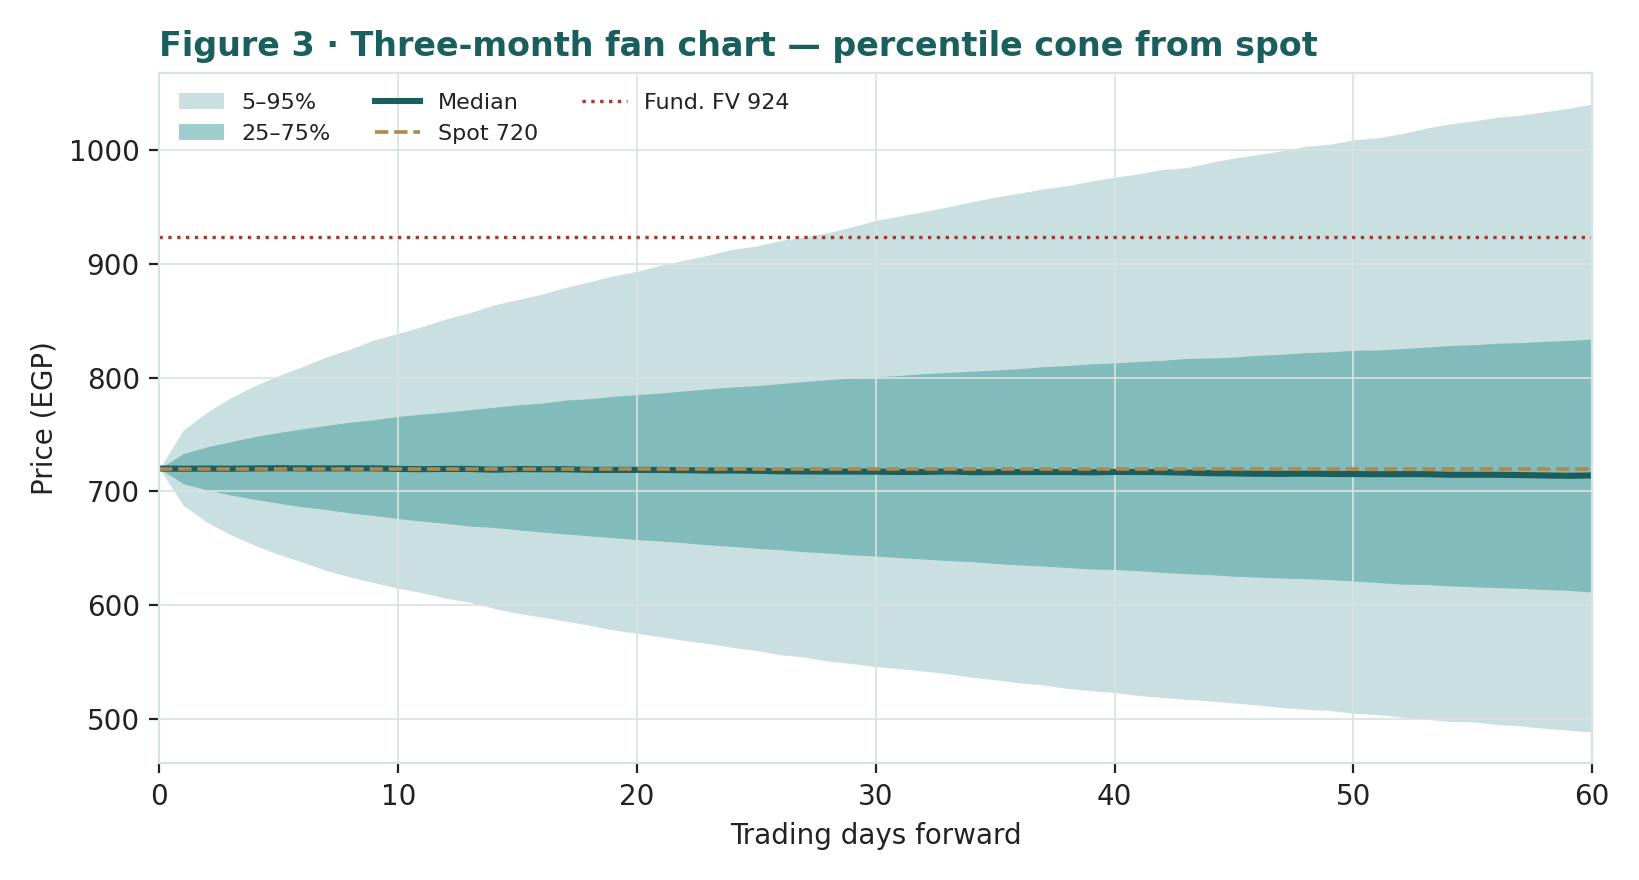 Figure 3 · Three-month fan chart — percentile cone from spot
5–95%
25–75%
Median
Spot 720
Fund. FV 924
Price (EGP)
1000
900
800
700
600
500
0 10 20 30 40 50 60
Trading days forward